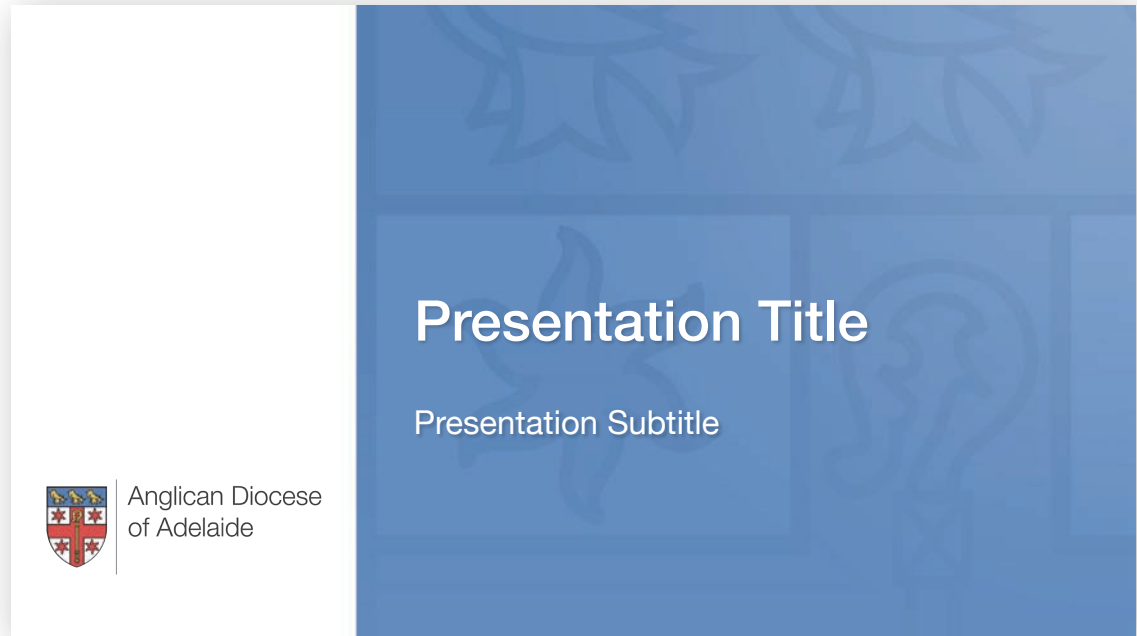 Presentation Title
Presentation Subtitle
Anglican Diocese
of Adelaide